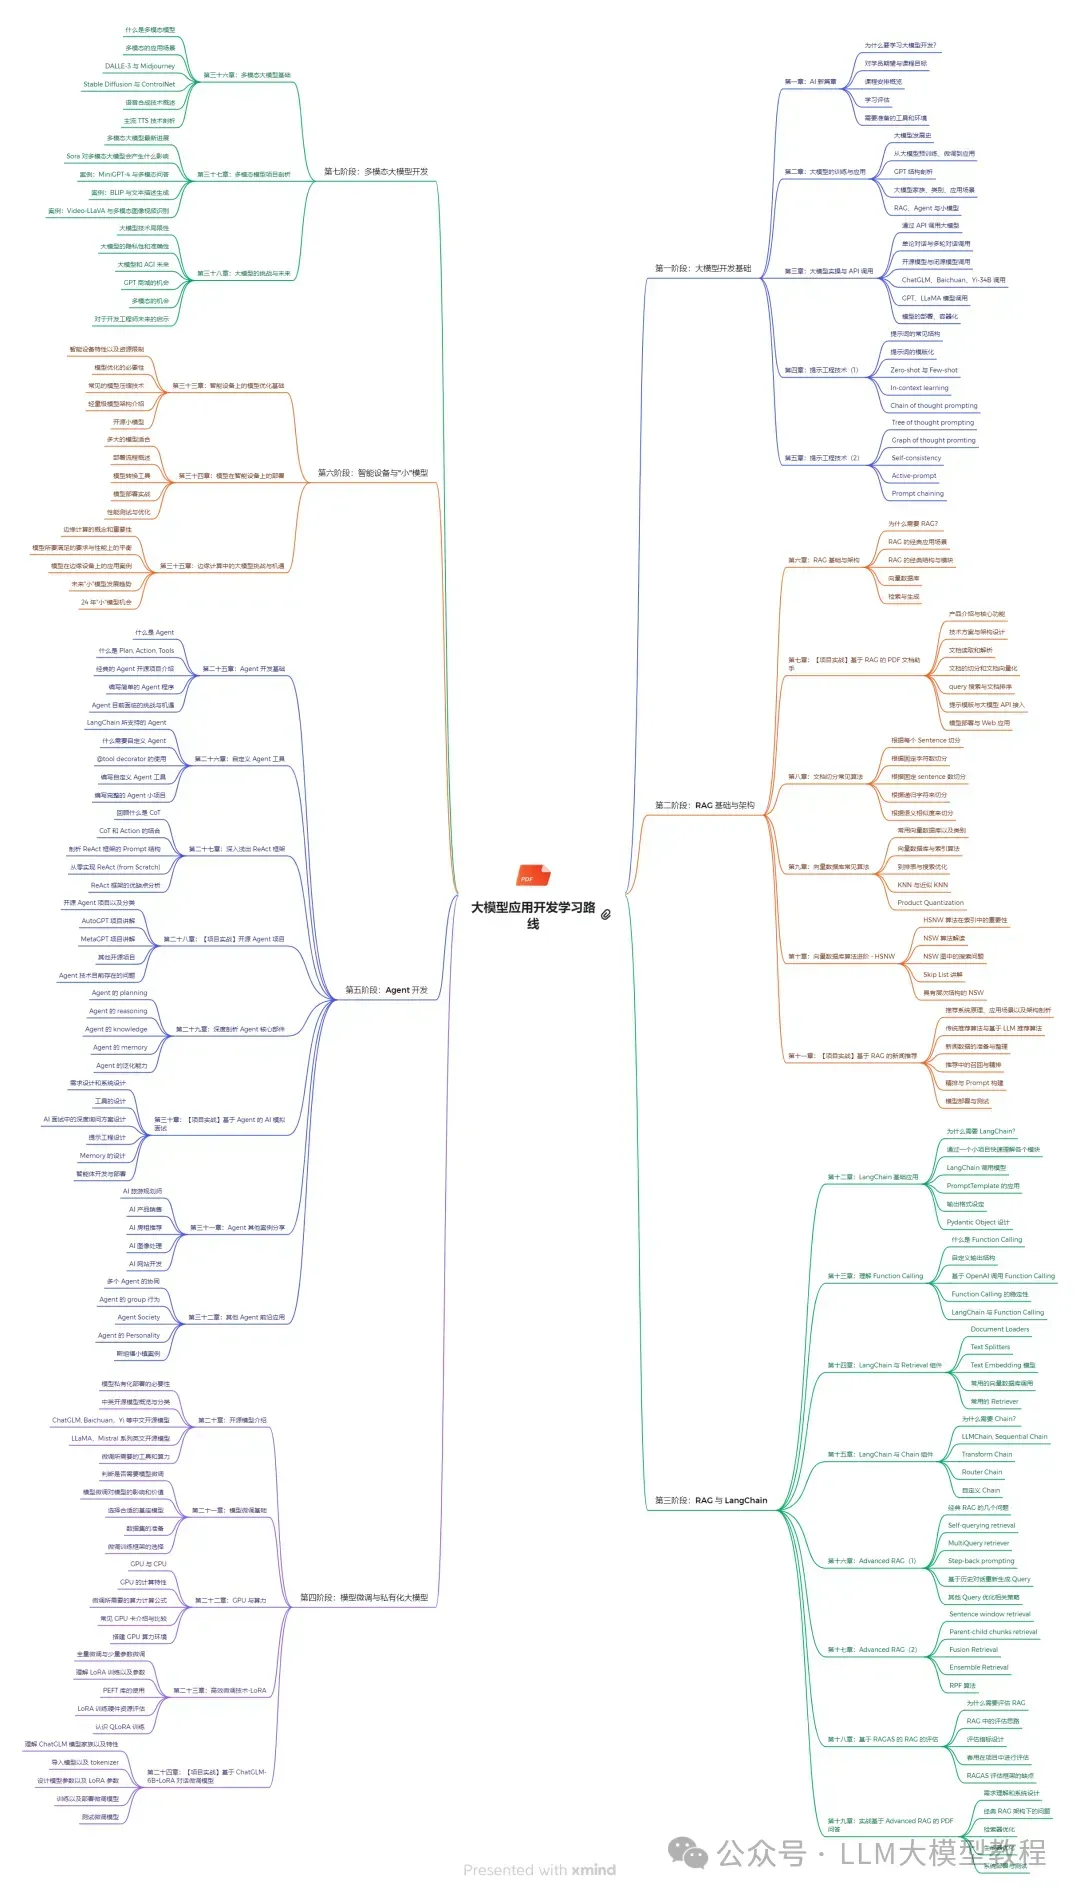 大模型应用开发学习路
线
PDF
第一阶段：大模型开发基础
第一章：AI 新篇章
为什么要学习大模型开发？
对学员期望与课程目标
课程安排概览
学习评估
需要准备的工具和环境
第二章：大模型的训练与应用
大模型发展史
从大模型预训练、微调到应用
GPT 结构剖析
大模型家族、类别、应用场景
RAG、Agent 与小模型
第三章：大模型实操与 API 调用
通过 API 调用大模型
单论对话与多轮对话调用
开源模型与闭源模型调用
ChatGLM、Baichuan、Yi-34B 调用
GPT、LLaMA 模型调用
模型的部署、容器化
第四章：提示工程技术（1）
提示词的常见结构
提示词的模版化
Zero-shot 与 Few-shot
In-context learning
Chain of thought prompting
第五章：提示工程技术（2）
Tree of thought prompting
Graph of thought promting
Self-consistency
Active-prompt
Prompt chaining
第二阶段：RAG 基础与架构
第六章：RAG 基础与架构
为什么需要 RAG？
RAG 的经典应用场景
RAG 的经典结构与模块
向量数据库
检索与生成
第七章：【项目实战】基于 RAG 的 PDF 文档助
手
产品介绍与核心功能
技术方案与架构设计
文档读取和解析
文档的切分和文档向量化
query 搜索与文档排序
提示模版与大模型 API 接入
模型部署与 Web 应用
第八章：文档切分常见算法
根据每个 Sentence 切分
根据固定字符数切分
根据固定 sentence 数切分
根据递归字符来切分
根据语义相似度来切分
第九章：向量数据库常见算法
常用向量数据库以及类别
向量数据库与索引算法
到排表与搜索优化
KNN 与近似 KNN
Product Quantization
第十章：向量数据库算法进阶 - HSNW
HSNW 算法在索引中的重要性
NSW 算法解读
NSW 图中的搜索问题
Skip List 讲解
具有层次结构的 NSW
第十一章：【项目实战】基于 RAG 的新闻推荐
推荐系统原理、应用场景以及架构剖析
传统推荐算法与基于 LLM 推荐算法
新闻数据的准备与整理
推荐中的召回与精排
精排与 Prompt 构建
模型部署与测试
第三阶段：RAG 与 LangChain
第十二章：LangChain 基础应用
为什么需要 LangChain？
通过一个小项目快速理解各个模块
LangChain 调用模型
PromptTemplate 的应用
输出格式设定
Pydantic Object 设计
第十三章：理解 Function Calling
什么是 Function Calling
自定义输出结构
基于 OpenAI 调用 Function Calling
Function Calling 的稳定性
LangChain 与 Function Calling
第十四章：LangChain 与 Retrieval 组件
Document Loaders
Text Splitters
Text Embedding 模型
常用的向量数据库调用
常用的 Retriever
第十五章：LangChain 与 Chain 组件
为什么需要 Chain？
LLMChain, Sequential Chain
Transform Chain
Router Chain
自定义 Chain
第十六章：Advanced RAG（1）
经典 RAG 的几个问题
Self-querying retrieval
MultiQuery retriever
Step-back prompting
基于历史对话重新生成 Query
其他 Query 优化相关策略
第十七章：Advanced RAG（2）
Sentence window retrieval
Parent-child chunks retrieval
Fusion Retrieval
Ensemble Retrieval
RPF 算法
第十八章：基于 RAGAS 的 RAG 的评估
为什么需要评估 RAG
RAG 中的评估思路
评估指标设计
套用在项目中进行评估
RAGAS 评估框架的缺点
第十九章：实战基于 Advanced RAG 的 PDF
问答
需求理解和系统设计
经典 RAG 架构下的问题
检索器优化
生成器优化
系统部署与测试
第四阶段：模型微调与私有化大模型
第二十章：开源模型介绍
模型私有化部署的必要性
中英开源模型概览与分类
ChatGLM, Baichuan，Yi 等中文开源模型
LLaMA，Mistral 系列英文开源模型
微调所需要的工具和算力
第二十一章：模型微调基础
判断是否需要模型微调
模型微调对模型的影响和价值
选择合适的基座模型
数据集的准备
微调训练框架的选择
第二十二章：GPU 与算力
GPU 与 CPU
GPU 的计算特性
微调所需要的算力计算公式
常见 GPU 卡介绍与比较
搭建 GPU 算力环境
第二十三章：高效微调技术-LoRA
全量微调与少量参数微调
理解 LoRA 训练以及参数
PEFT 库的使用
LoRA 训练硬件资源评估
认识 QLoRA 训练
第二十四章：【项目实战】基于 ChatGLM-
6B+LoRA 对话微调模型
理解 ChatGLM 模型家族以及特性
导入模型以及 tokenizer
设计模型参数以及 LoRA 参数
训练以及部署微调模型
测试微调模型
第五阶段：Agent 开发
第二十五章：Agent 开发基础
什么是 Agent
什么是 Plan, Action, Tools
经典的 Agent 开源项目介绍
编写简单的 Agent 程序
Agent 目前面临的挑战与机遇
第二十六章：自定义 Agent 工具
LangChain 所支持的 Agent
什么需要自定义 Agent
@tool decorator 的使用
编写自定义 Agent 工具
编写完整的 Agent 小项目
第二十七章：深入浅出 ReAct 框架
回顾什么是 CoT
CoT 和 Action 的结合
剖析 ReAct 框架的 Prompt 结构
从零实现 ReAct (from Scratch)
ReAct 框架的优缺点分析
第二十八章：【项目实战】开源 Agent 项目
开源 Agent 项目以及分类
AutoGPT 项目讲解
MetaGPT 项目讲解
其他开源项目
Agent 技术目前存在的问题
第二十九章：深度剖析 Agent 核心部件
Agent 的 planning
Agent 的 reasoning
Agent 的 knowledge
Agent 的 memory
Agent 的泛化能力
第三十章：【项目实战】基于 Agent 的 AI 模拟
面试
需求设计和系统设计
工具的设计
AI 面试中的深度询问方案设计
提示工程设计
Memory 的设计
智能体开发与部署
第三十一章：Agent 其他案例分享
AI 旅游规划师
AI 产品销售
AI 房租推荐
AI 图像处理
AI 网站开发
第三十二章：其他 Agent 前沿应用
多个 Agent 的协同
Agent 的 group 行为
Agent Society
Agent 的 Personality
斯坦福小镇案例
第六阶段：智能设备与“小”模型
第三十三章：智能设备上的模型优化基础
智能设备特性以及资源限制
模型优化的必要性
常见的模型压缩技术
轻量级模型架构介绍
开源小模型
第三十四章：模型在智能设备上的部署
多大的模型适合
部署流程概述
模型转换工具
模型部署实战
性能测试与优化
第三十五章：边缘计算中的大模型挑战与机遇
边缘计算的概念和重要性
模型所要满足的要求与性能上的平衡
模型在边缘设备上的应用案例
未来“小”模型发展趋势
24 年“小”模型机会
第七阶段：多模态大模型开发
第三十六章：多模态大模型基础
什么是多模态模型
多模态的应用场景
DALLE-3 与 Midjourney
Stable Diffusion 与 ControlNet
语音合成技术概述
主流 TTS 技术剖析
第三十七章：多模态模型项目剖析
多模态大模型最新进展
Sora 对多模态大模型会产生什么影响
案例：MiniGPT-4 与多模态问答
案例：BLIP 与文本描述生成
案例：Video-LLaVA 与多模态图像视频识别
第三十八章：大模型的挑战与未来
大模型技术局限性
大模型的隐私性和准确性
大模型和 AGI 未来
GPT 商城的机会
多模态的机会
对于开发工程师未来的启示
公众号 · LLM大模型教程
Presented with xmind